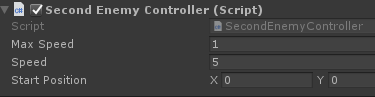 Second Enemy Controller (Script)
Script SecondEnemyController
Max Speed 1
Speed 5
Start Position X 0 Y 0